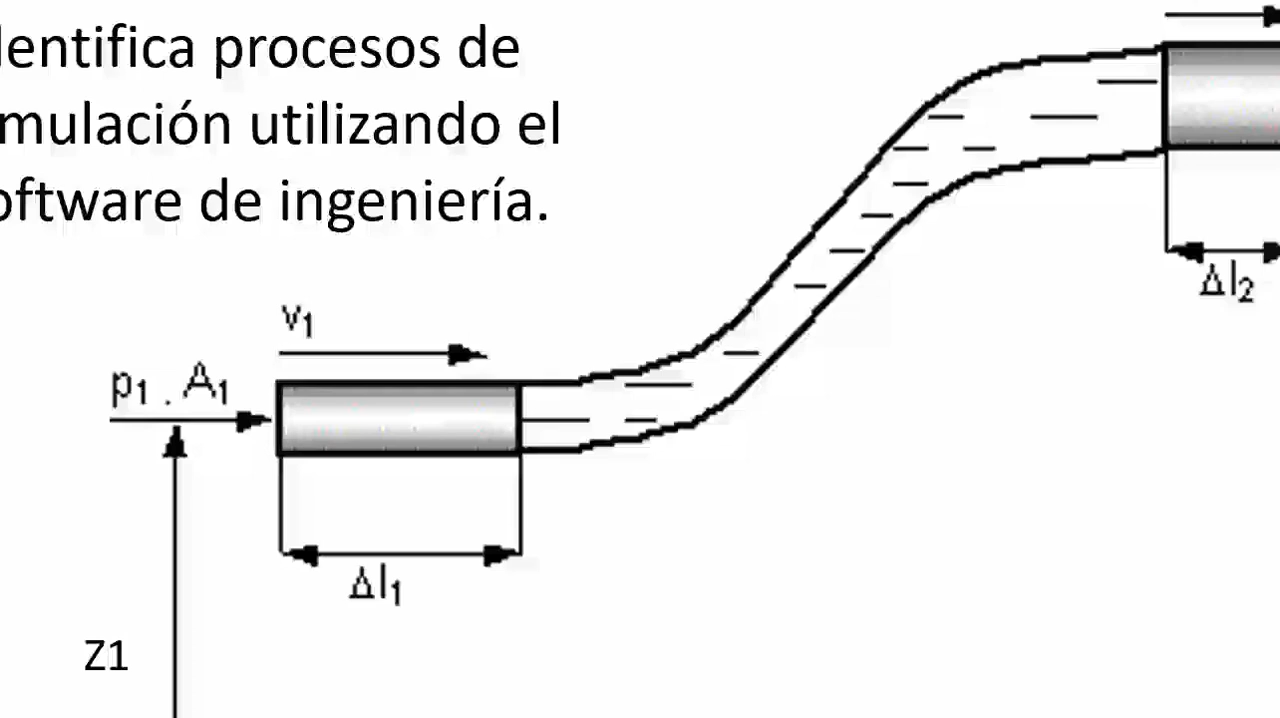 dentifica procesos de
mulación utilizando el
oftware de ingeniería.
v₁
p₁ . A₁
Δl₂
Δl₁
Z1